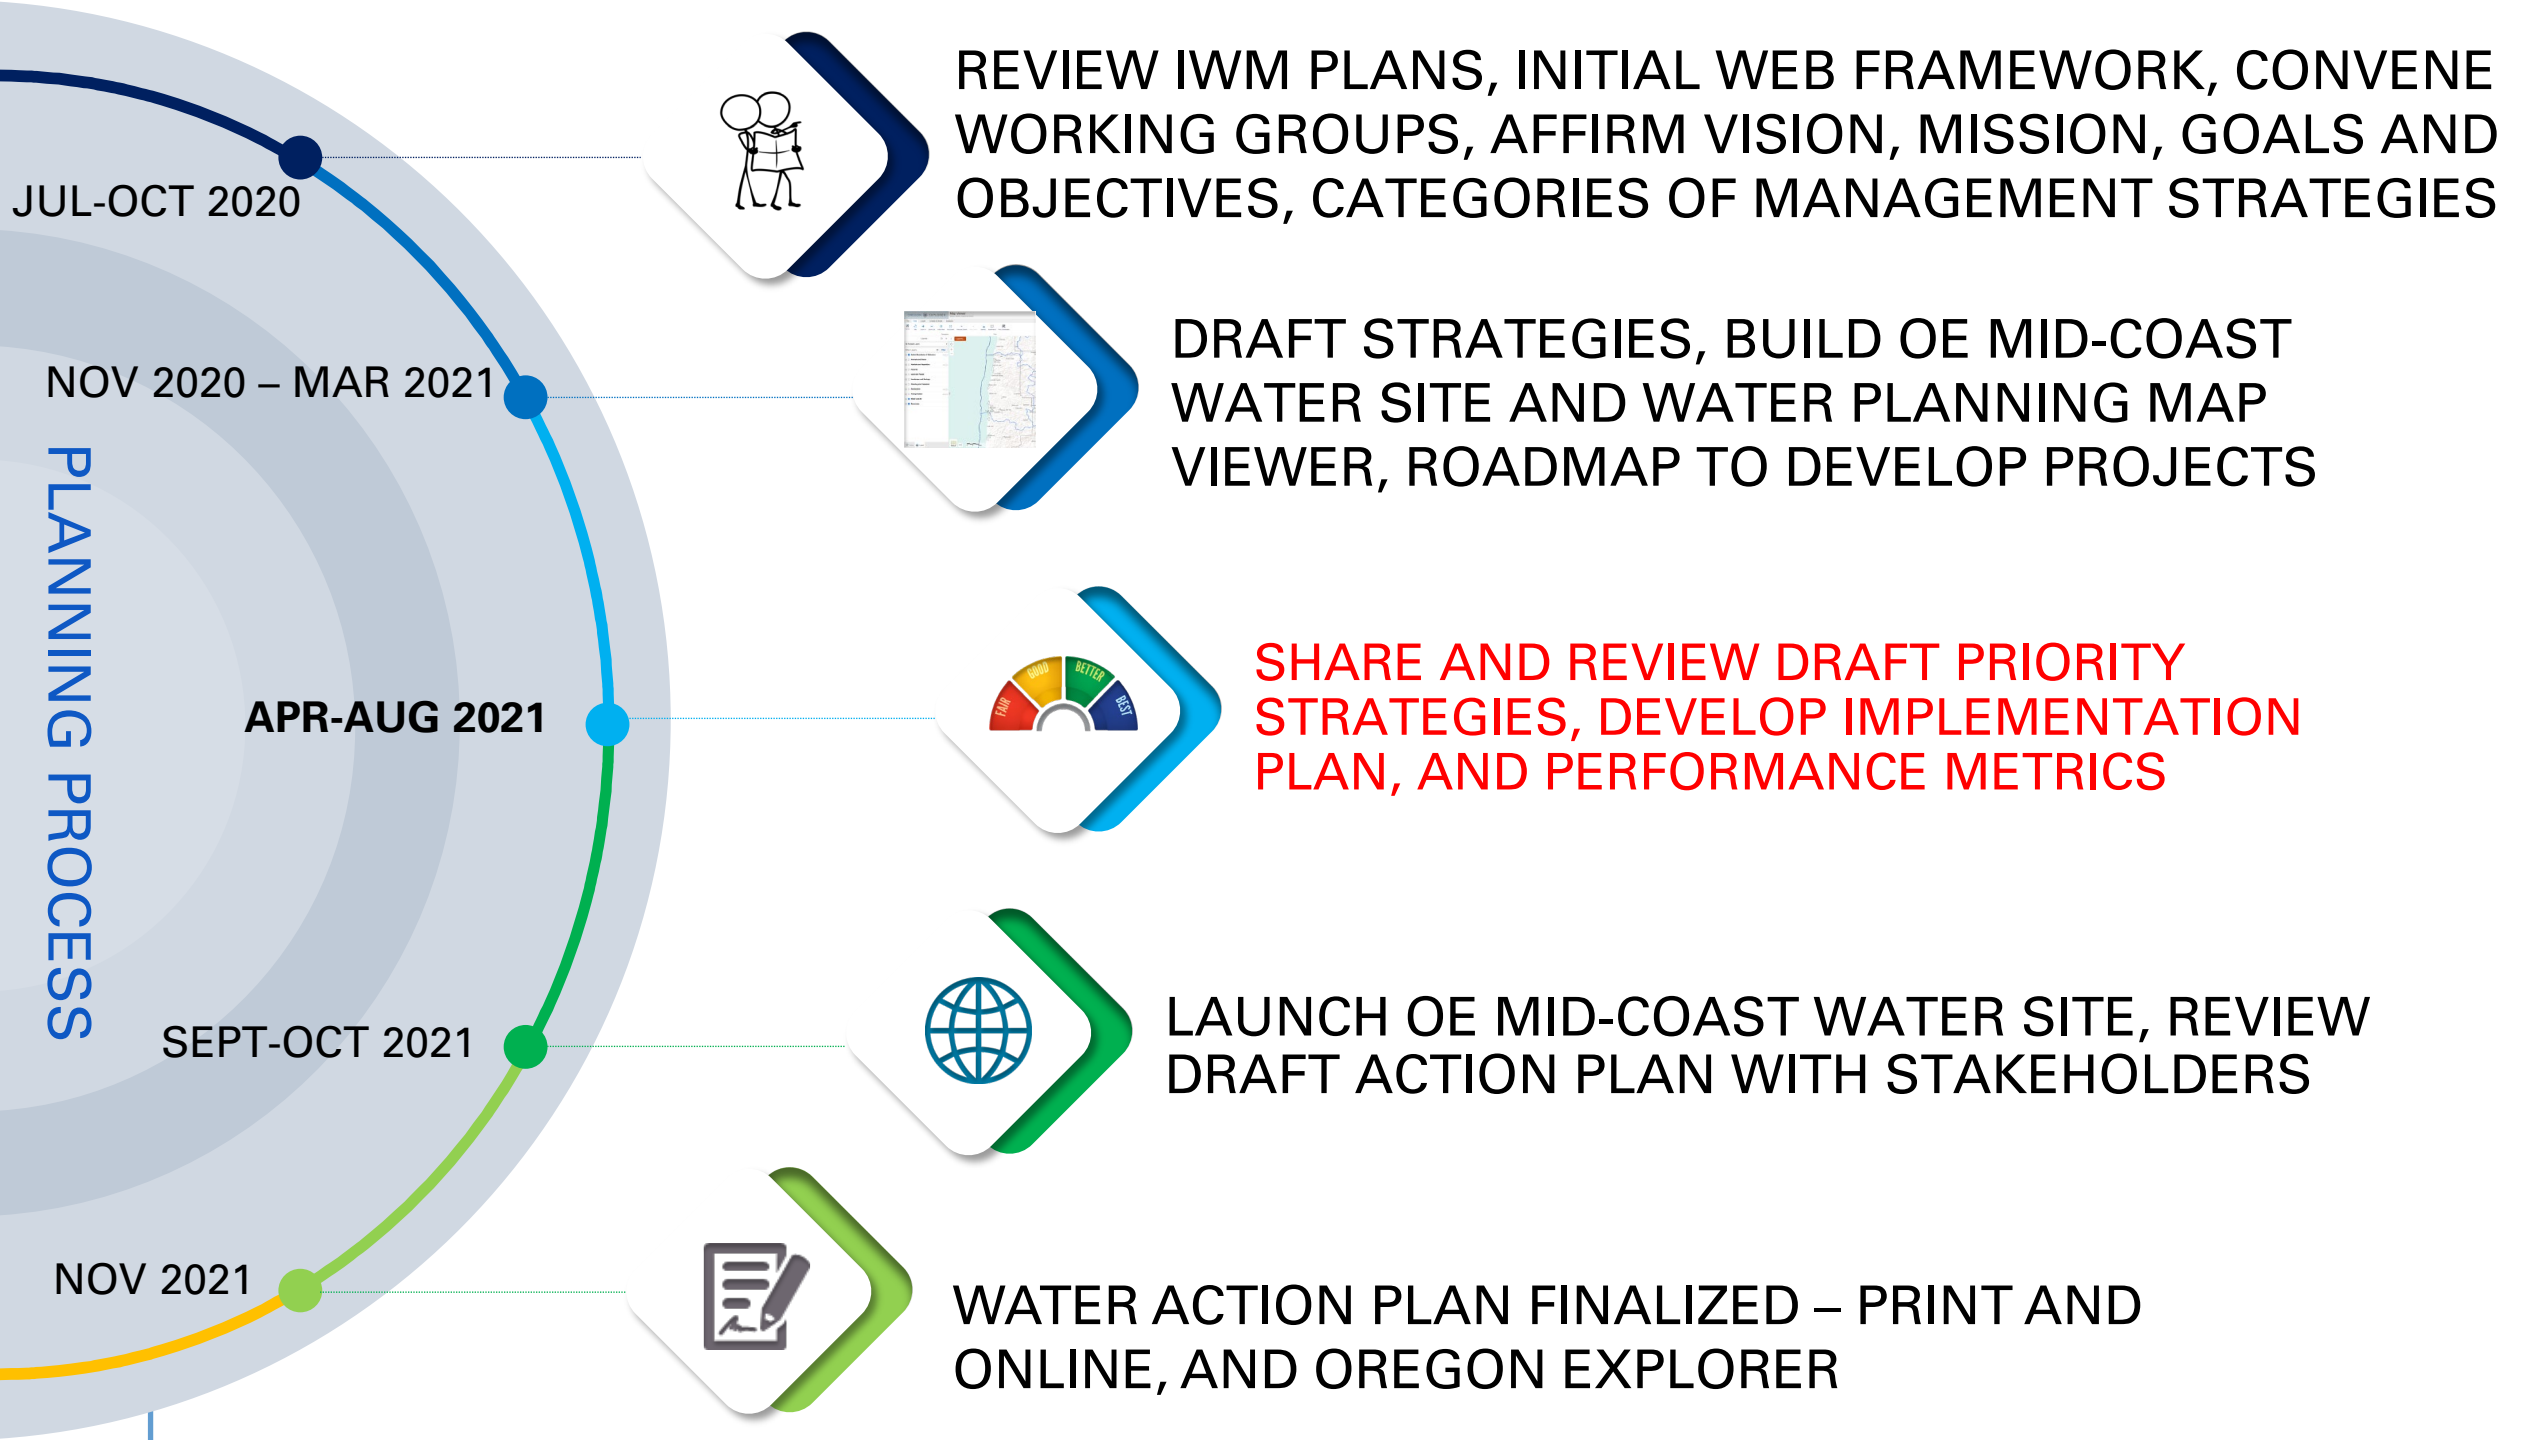 REVIEW IWM PLANS, INITIAL WEB FRAMEWORK, CONVENE
WORKING GROUPS, AFFIRM VISION, MISSION, GOALS AND
OBJECTIVES, CATEGORIES OF MANAGEMENT STRATEGIES
JUL-OCT 2020
DRAFT STRATEGIES, BUILD OE MID-COAST
WATER SITE AND WATER PLANNING MAP
VIEWER, ROADMAP TO DEVELOP PROJECTS
NOV 2020 – MAR 2021
PLANNING PROCESS
SHARE AND REVIEW DRAFT PRIORITY
STRATEGIES, DEVELOP IMPLEMENTATION
PLAN, AND PERFORMANCE METRICS
FAIR
GOOD
BETTER
BEST
APR-AUG 2021
LAUNCH OE MID-COAST WATER SITE, REVIEW
DRAFT ACTION PLAN WITH STAKEHOLDERS
SEPT-OCT 2021
NOV 2021
WATER ACTION PLAN FINALIZED – PRINT AND
ONLINE, AND OREGON EXPLORER